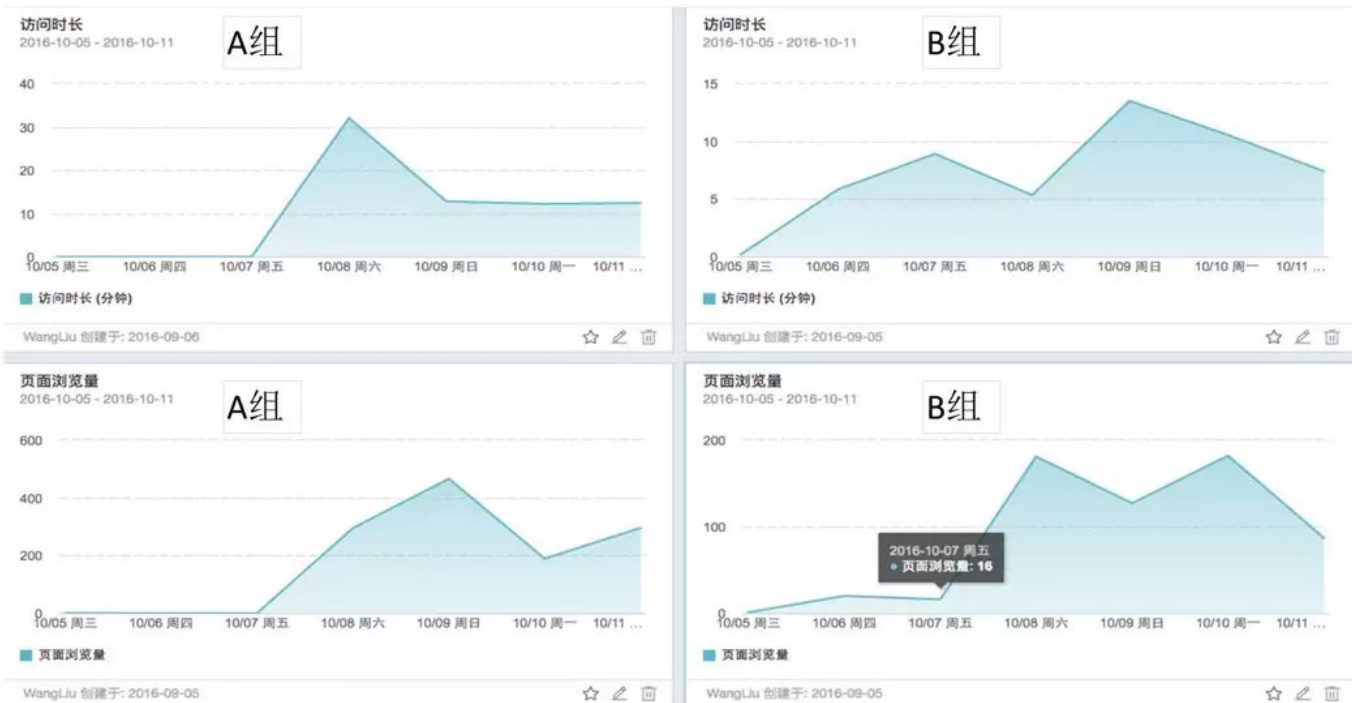 访问时长
2016-10-05 - 2016-10-11
A组
40
30
20
10
0
10/05 周三 10/06 周四 10/07 周五 10/08 周六 10/09 周日 10/10 周一 10/11 ...
访问时长 (分钟)
WangLiu 创建于: 2016-09-06
访问时长
2016-10-05 - 2016-10-11
B组
15
10
5
0
10/05 周三 10/06 周四 10/07 周五 10/08 周六 10/09 周日 10/10 周一 10/11 ...
访问时长 (分钟)
WangLiu 创建于: 2016-09-05
页面浏览量
2016-10-05 - 2016-10-11
A组
600
400
200
0
10/05 周三 10/06 周四 10/07 周五 10/08 周六 10/09 周日 10/10 周一 10/11 ...
页面浏览量
WangLiu 创建于: 2016-09-05
页面浏览量
2016-10-05 - 2016-10-11
B组
200
100
0
2016-10-07 周五
页面浏览量: 16
10/05 周三 10/06 周四 10/07 周五 10/08 周六 10/09 周日 10/10 周一 10/11 ...
页面浏览量
WangLiu 创建于: 2016-09-05